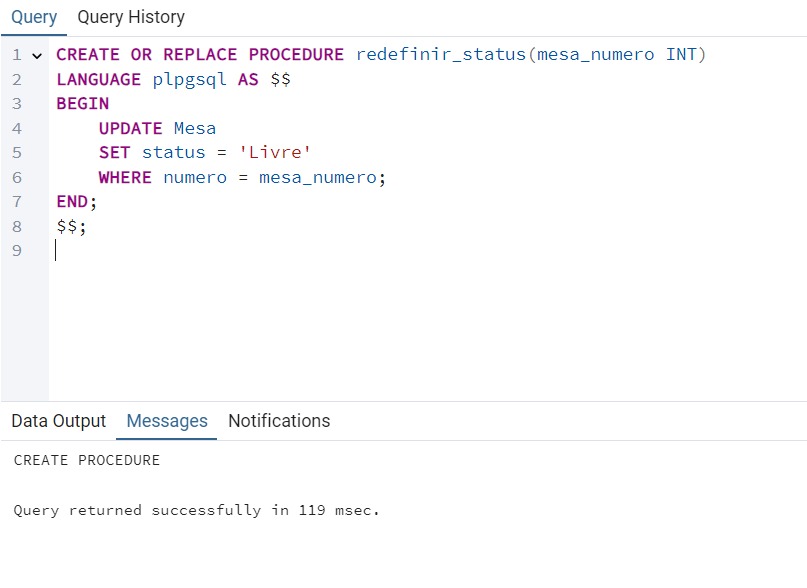 Query Query History
1 CREATE OR REPLACE PROCEDURE redefinir_status(mesa_numero INT)
2 LANGUAGE plpgsql AS $$
3 BEGIN
4     UPDATE Mesa
5     SET status = 'Livre'
6     WHERE numero = mesa_numero;
7 END;
8 $$;
9
Data Output Messages Notifications
CREATE PROCEDURE
Query returned successfully in 119 msec.